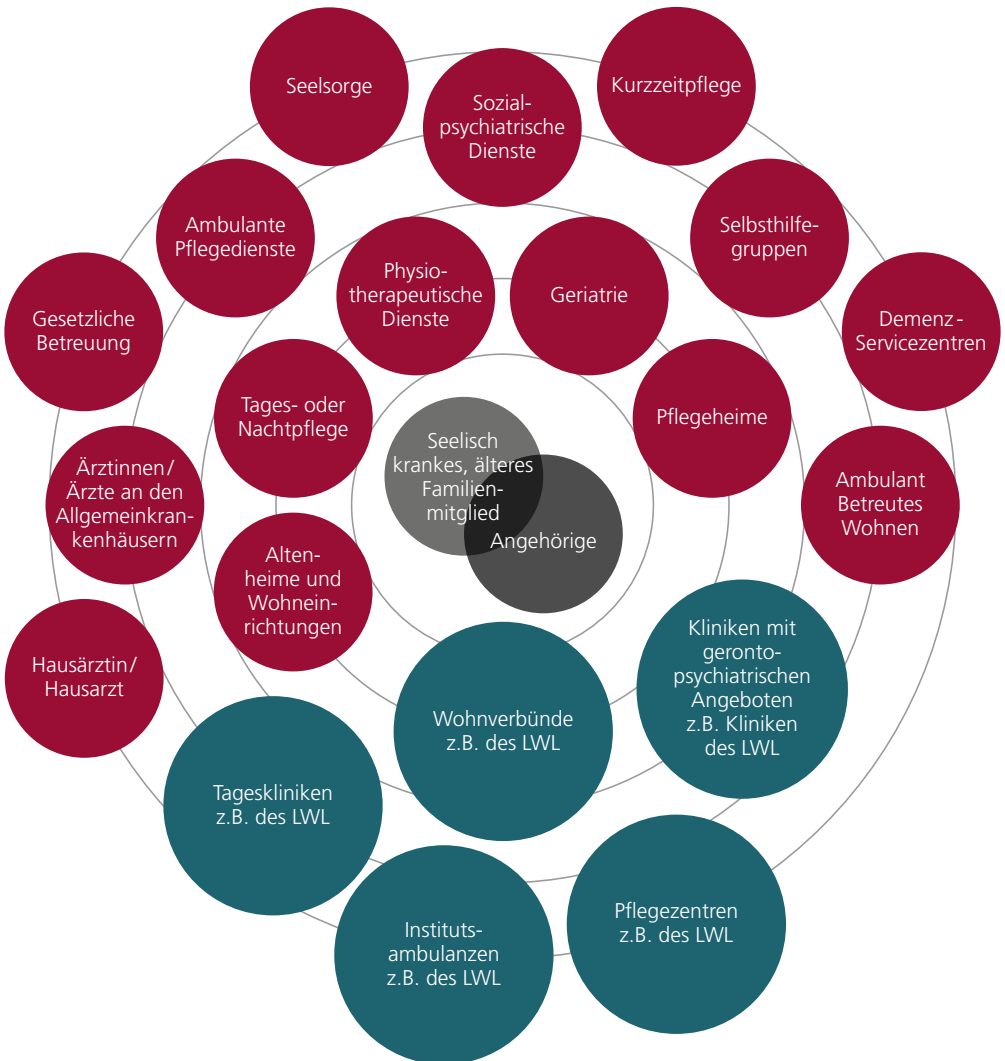 Seelsorge
Kurzzeitpflege
Sozial-
psychiatrische
Dienste
Ambulante
Pflegedienste
Selbsthilfe-
gruppen
Physio-
therapeutische
Dienste
Geriatrie
Gesetzliche
Betreuung
Demenz-
Servicezentren
Tages- oder
Nachtpflege
Pflegeheime
Seelisch
krankes, älteres
Familien-
mitglied
Angehörige
Ärztinnen/
Ärzte an den
Allgemeinkran-
kenhäusern
Ambulant
Betreutes
Wohnen
Alten-
heime und
Wohnein-
richtungen
Hausärztin/
Hausarzt
Kliniken mit
geronto-
psychiatrischen
Angeboten
z.B. Kliniken
des LWL
Wohnverbünde
z.B. des LWL
Tageskliniken
z.B. des LWL
Pflegezentren
z.B. des LWL
Instituts-
ambulanzen
z.B. des LWL